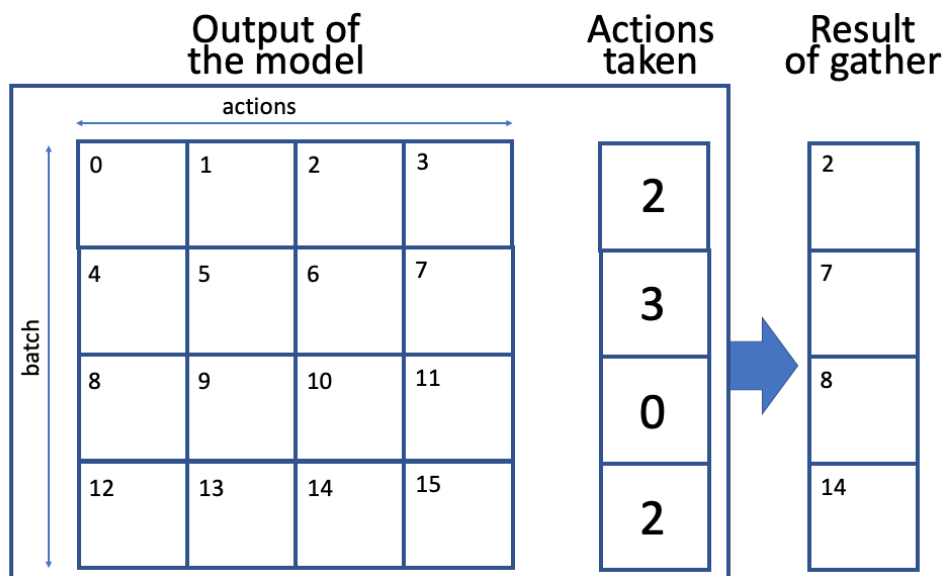 Output of
the model
Actions
taken
Result
of gather
actions
batch
0 1 2 3
2
2
4 5 6 7
3
7
8 9 10 11
0
8
12 13 14 15
2
14